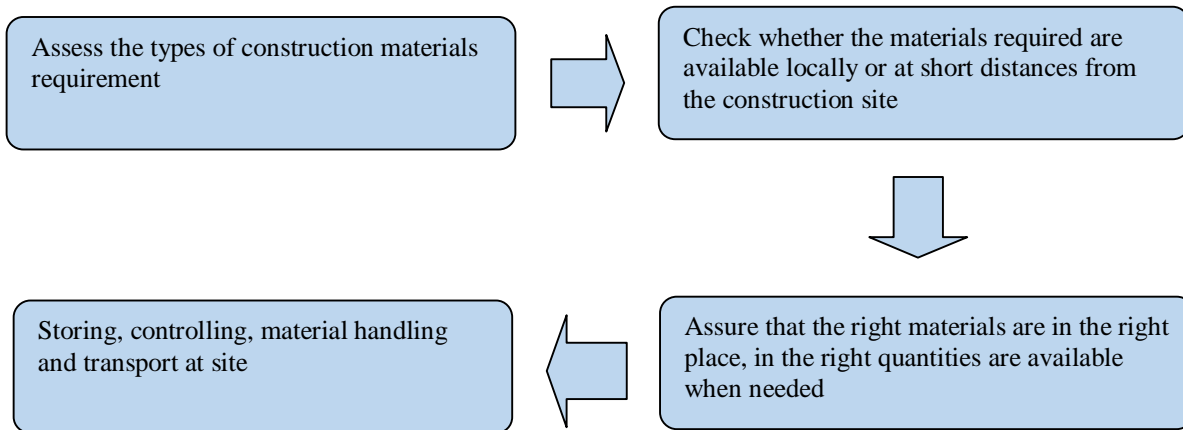 Assess the types of construction materials
requirement
Check whether the materials required are
available locally or at short distances from
the construction site
Assure that the right materials are in the right
place, in the right quantities are available
when needed
Storing, controlling, material handling
and transport at site